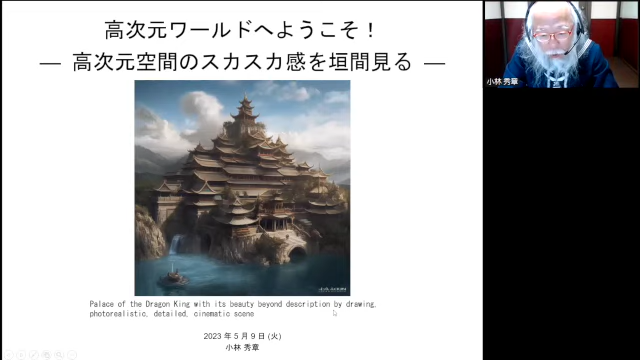 高次元ワールドへようこそ！
― 高次元空間のスカスカ感を垣間見る ―
小林 秀章
Palace of the Dragon King with its beauty beyond description by drawing,
photorealistic, detailed, cinematic scene
2023 年 5 月 9 日 (火)
小林 秀章